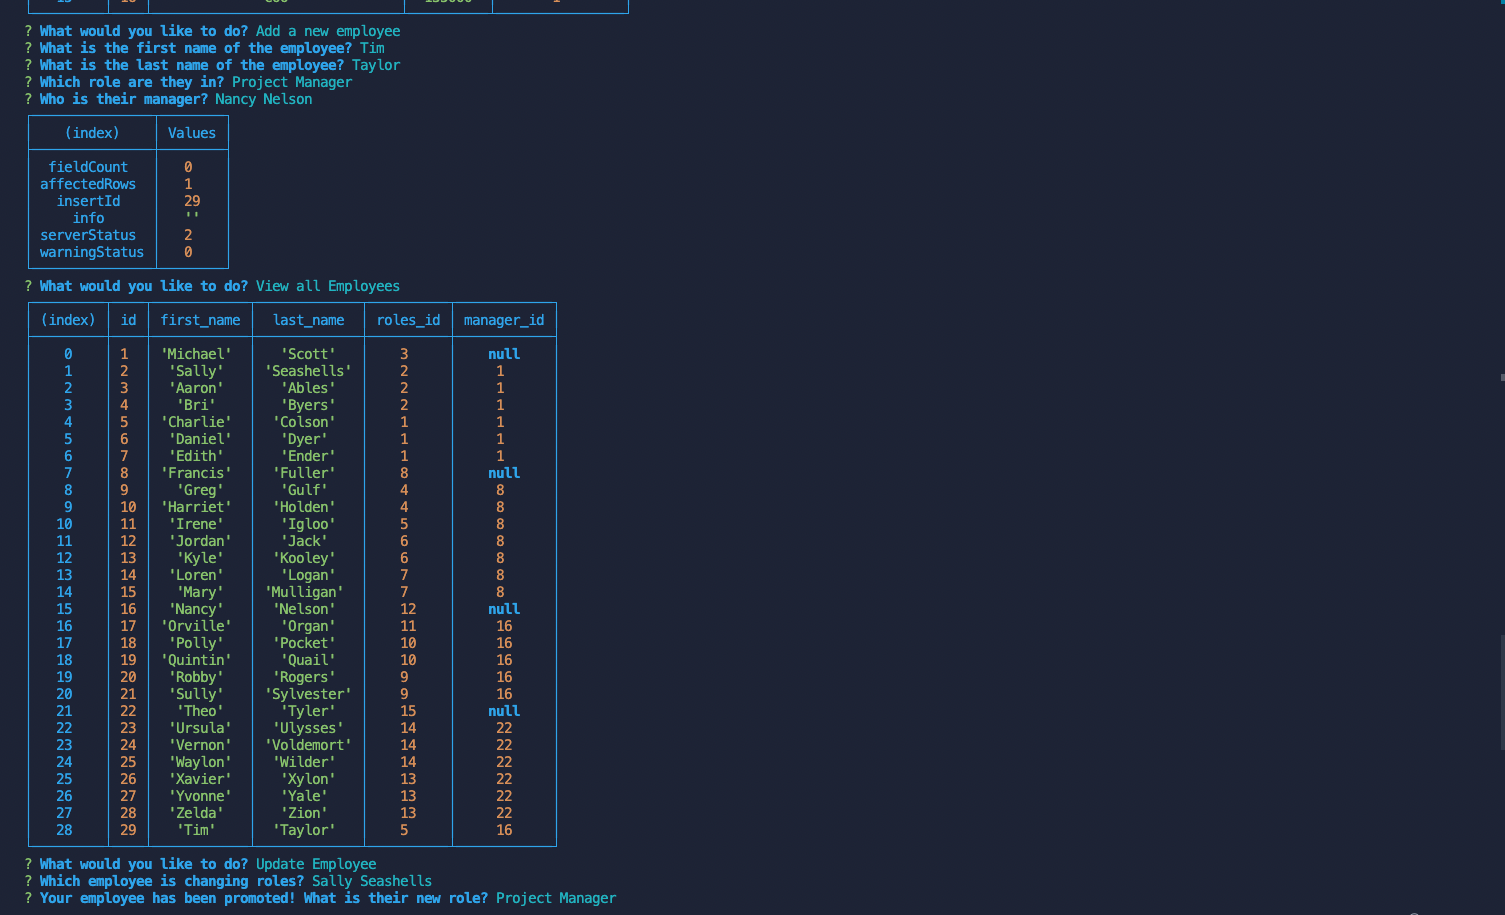 ? What would you like to do? Add a new employee
? What is the first name of the employee? Tim
? What is the last name of the employee? Taylor
? Which role are they in? Project Manager
? Who is their manager? Nancy Nelson
(index) Values
fieldCount 0
affectedRows 1
insertId 29
info ''
serverStatus 2
warningStatus 0
? What would you like to do? View all Employees
(index) id first_name last_name roles_id manager_id
0 1 'Michael' 'Scott' 3 null
1 2 'Sally' 'Seashells' 2 1
2 3 'Aaron' 'Ables' 2 1
3 4 'Bri' 'Byers' 2 1
4 5 'Charlie' 'Colson' 1 1
5 6 'Daniel' 'Dyer' 1 1
6 7 'Edith' 'Ender' 1 1
7 8 'Francis' 'Fuller' 8 null
8 9 'Greg' 'Gulf' 4 8
9 10 'Harriet' 'Holden' 4 8
10 11 'Irene' 'Igloo' 5 8
11 12 'Jordan' 'Jack' 6 8
12 13 'Kyle' 'Kooley' 6 8
13 14 'Loren' 'Logan' 7 8
14 15 'Mary' 'Mulligan' 7 8
15 16 'Nancy' 'Nelson' 12 null
16 17 'Orville' 'Organ' 11 16
17 18 'Polly' 'Pocket' 10 16
18 19 'Quintin' 'Quail' 10 16
19 20 'Robby' 'Rogers' 9 16
20 21 'Sully' 'Sylvester' 9 16
21 22 'Theo' 'Tyler' 15 null
22 23 'Ursula' 'Ulysses' 14 22
23 24 'Vernon' 'Voldemort' 14 22
24 25 'Waylon' 'Wilder' 14 22
25 26 'Xavier' 'Xylon' 13 22
26 27 'Yvonne' 'Yale' 13 22
27 28 'Zelda' 'Zion' 13 22
28 29 'Tim' 'Taylor' 5 16
? What would you like to do? Update Employee
? Which employee is changing roles? Sally Seashells
? Your employee has been promoted! What is their new role? Project Manager